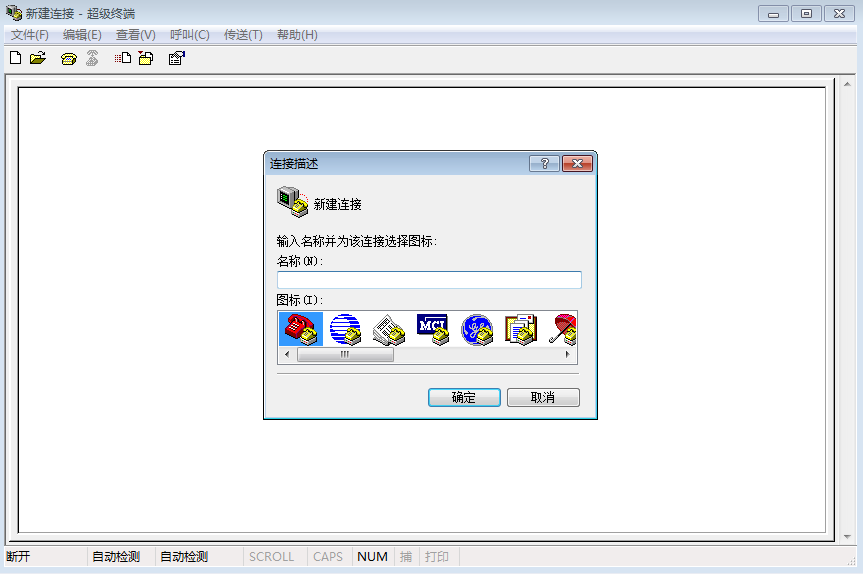 新建连接 - 超级终端
文件(F) 编辑(E) 查看(V) 呼叫(C) 传送(T) 帮助(H)
连接描述
新建连接
输入名称并为该连接选择图标:
名称(N):
图标(I):
MCI
确定 取消
断开 自动检测 自动检测 SCROLL CAPS NUM 捕 打印